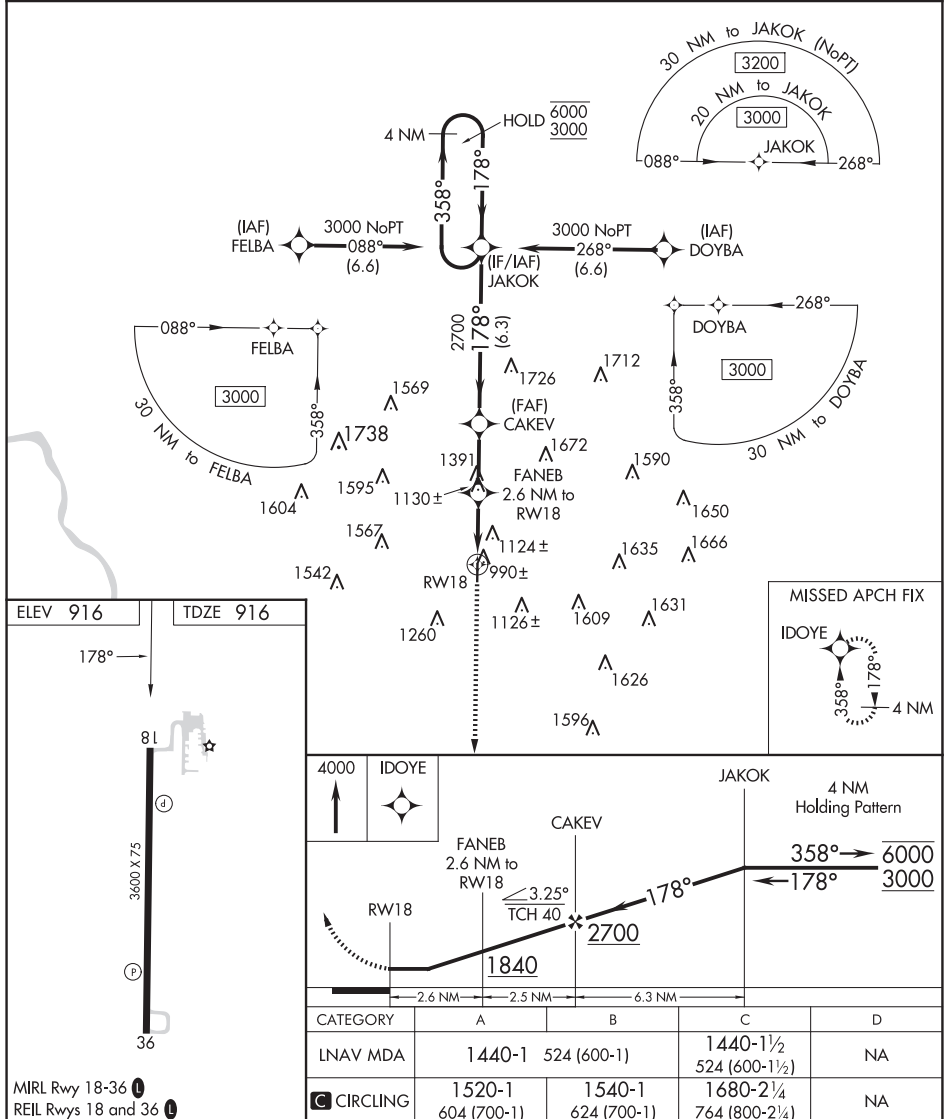 30 NM to JAKOK (NoPT)
3200
20 NM to JAKOK
3000
JAKOK
088°
268°
4 NM
HOLD
6000
3000
358°
178°
(IAF)
FELBA
3000 NoPT
088°
(6.6)
(IF/IAF)
JAKOK
3000 NoPT
268°
(6.6)
(IAF)
DOYBA
2700
178°
(6.3)
088°
FELBA
3000
358°
30 NM to FELBA
268°
DOYBA
3000
358°
30 NM to DOYBA
1726
1712
1569
(FAF)
CAKEV
1738
1672
1391
1590
1595
FANEB
2.6 NM to
RW18
1130±
1604
1650
1567
1124±
1635
1666
1542
RW18
990±
1260
1126±
1609
1631
1626
1596
MISSED APCH FIX
IDOYE
358°
178°
4 NM
ELEV 916
TDZE 916
178°
18
P
3600 X 75
P
36
MIRL Rwy 18-36 L
REIL Rwys 18 and 36 L
4000
IDOYE
JAKOK
4 NM
Holding Pattern
CAKEV
FANEB
2.6 NM to
RW18
358°
6000
178°
3000
3.25°
TCH 40
178°
RW18
2700
1840
2.6 NM
2.5 NM
6.3 NM
CATEGORY A B C D
LNAV MDA 1440-1 524 (600-1) 1440-1½ NA
524 (600-1½)
C CIRCLING 1520-1 1540-1 1680-2¼ NA
604 (700-1) 624 (700-1) 764 (800-2¼)